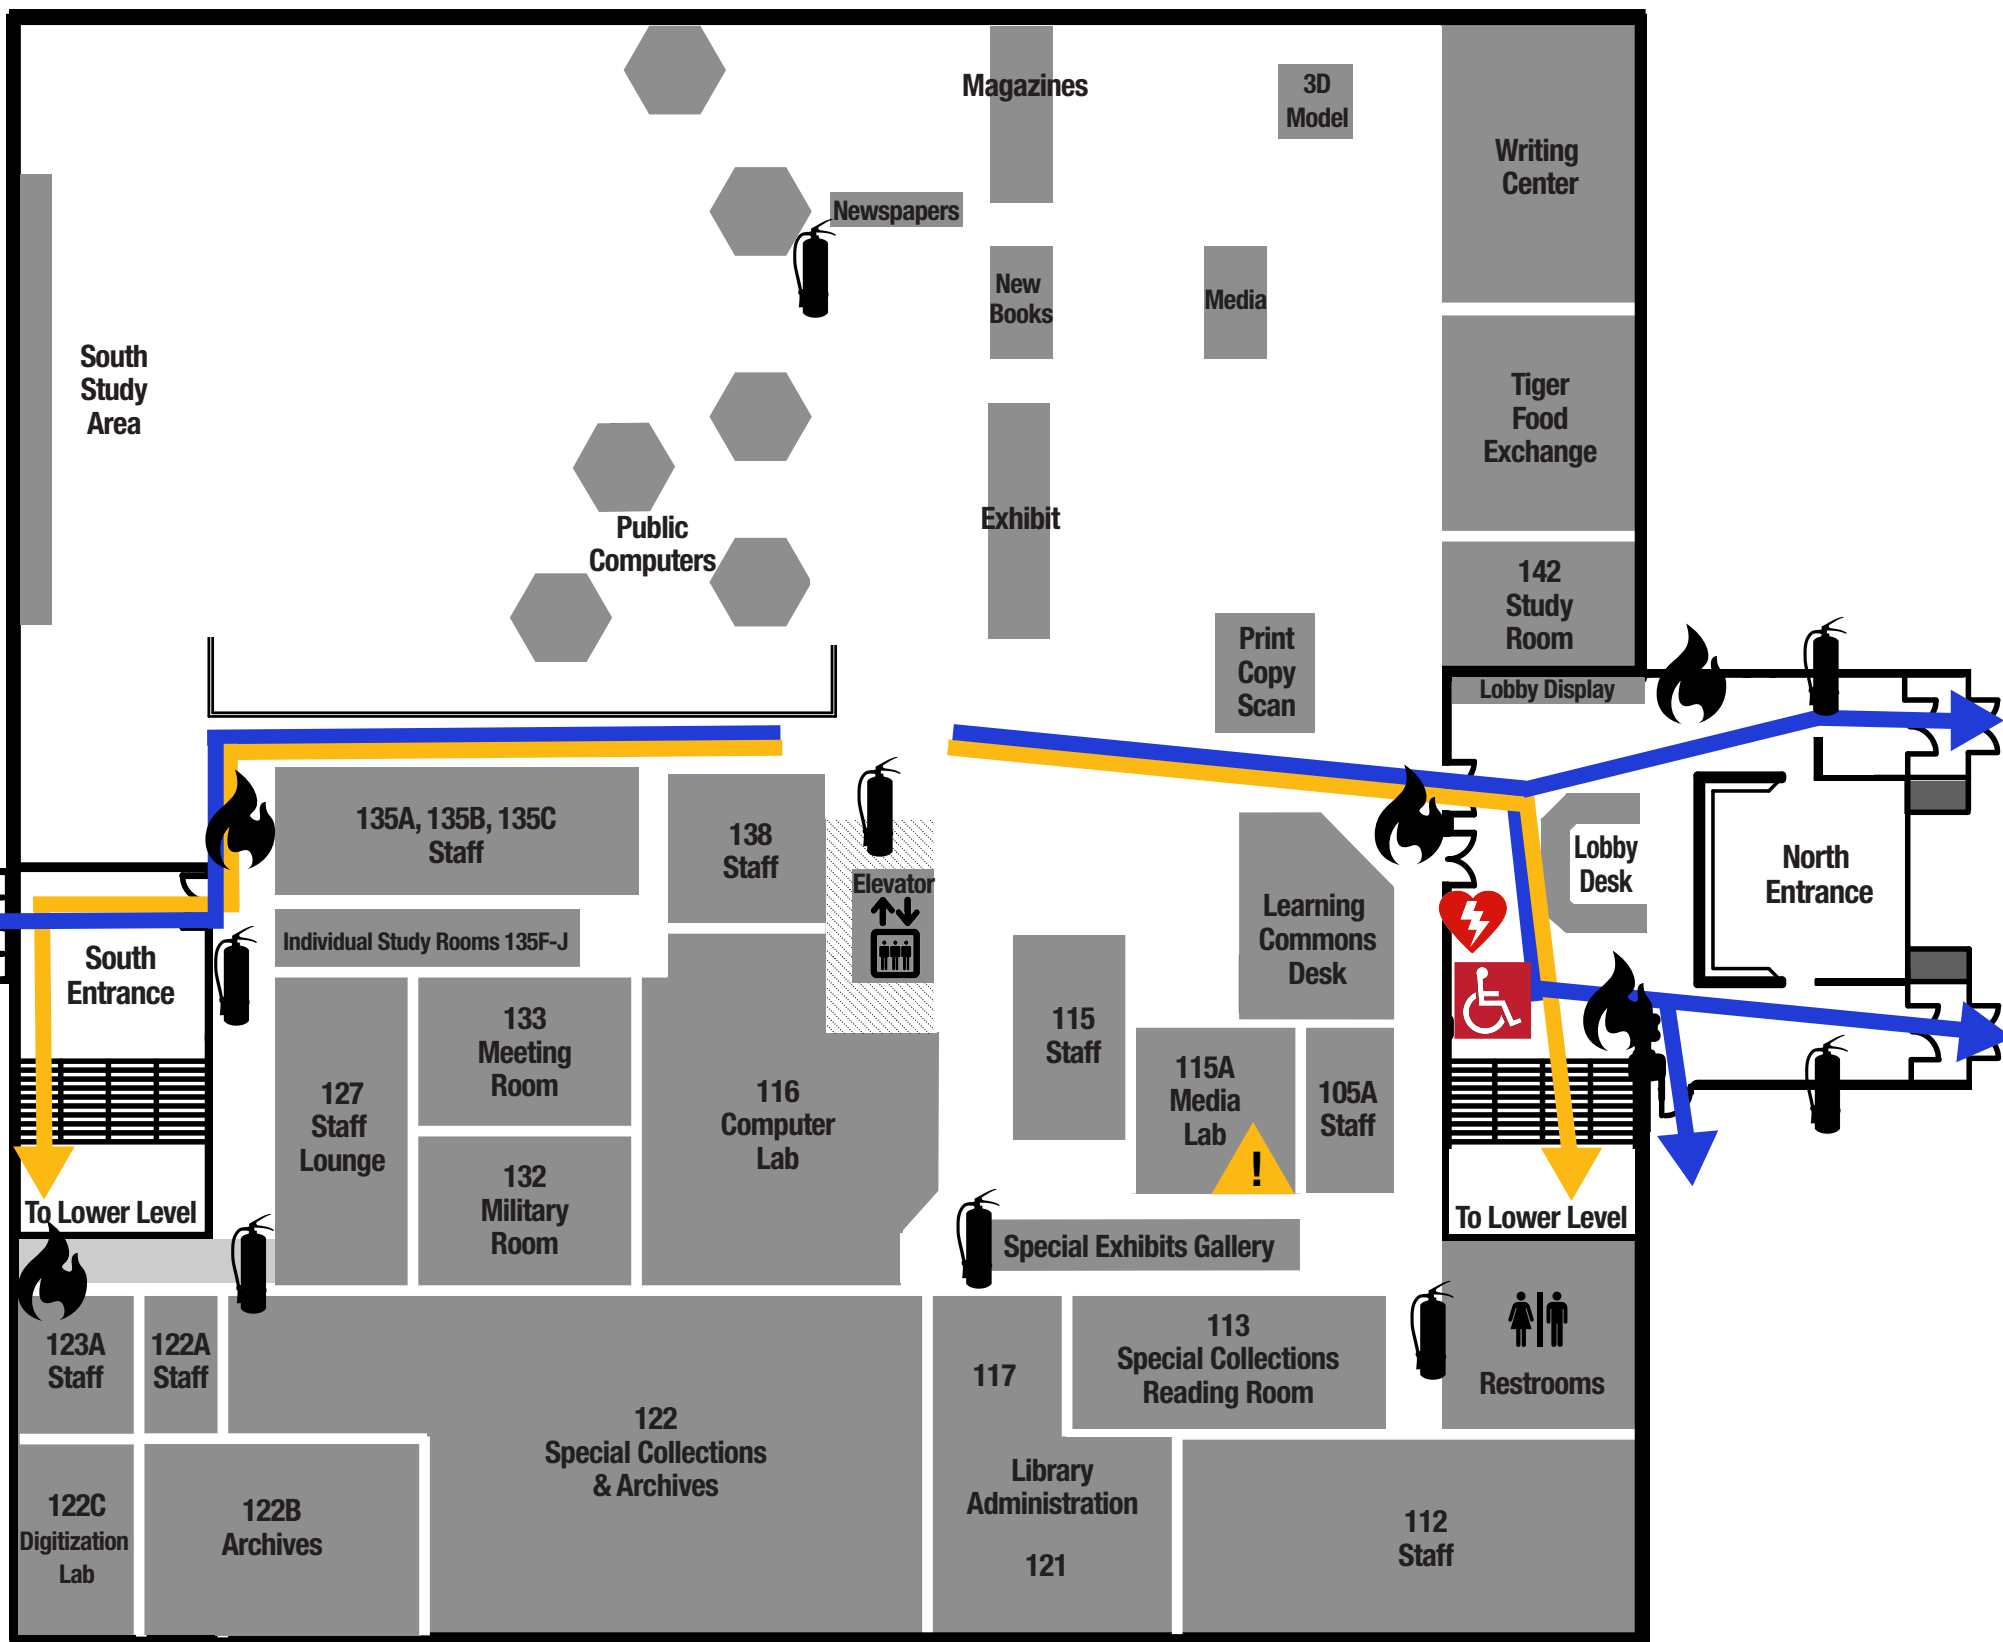 Magazines
3D
Model
Writing
Center
Newspapers
New
Books
Media
South
Study
Area
Tiger
Food
Exchange
Public
Computers
Exhibit
142
Study
Room
Print
Copy
Scan
Lobby Display
135A, 135B, 135C
Staff
138
Staff
Elevator
Lobby
Desk
North
Entrance
Learning
Commons
Desk
Individual Study Rooms 135F-J
South
Entrance
133
Meeting
Room
115
Staff
127
Staff
Lounge
116
Computer
Lab
115A
Media
Lab
!
105A
Staff
132
Military
Room
To Lower Level
To Lower Level
Special Exhibits Gallery
123A
Staff
122A
Staff
113
Special Collections
Reading Room
117
Restrooms
122
Special Collections
& Archives
Library
Administration
121
122C
Digitization
Lab
122B
Archives
112
Staff